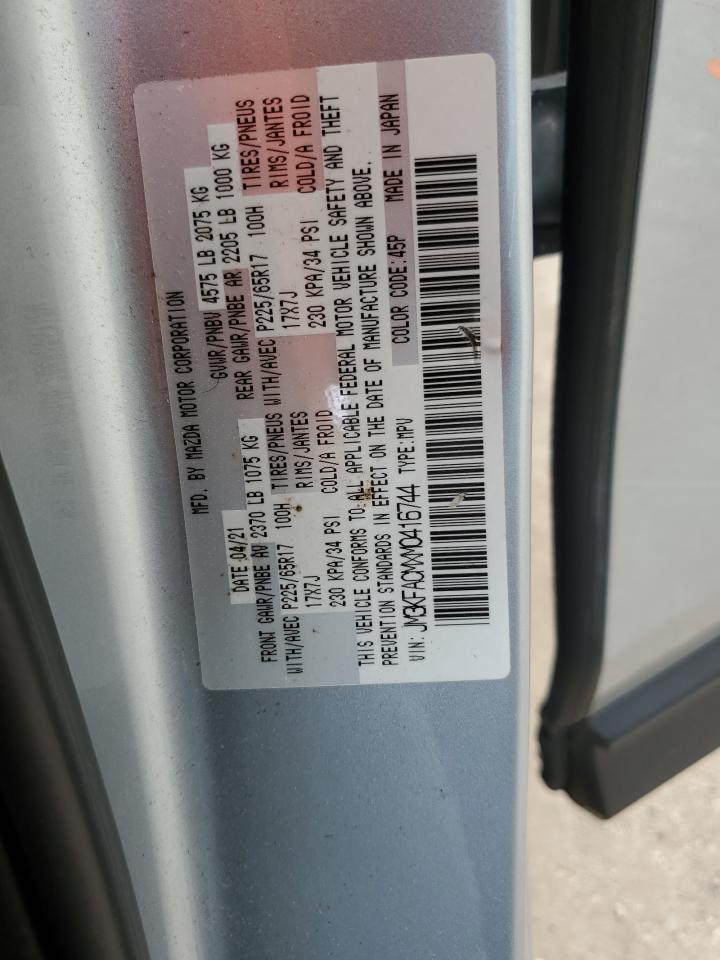 MFD. BY MAZDA MOTOR CORPORATION
DATE 04/21 GVWR/PNBV 4575 LB 2075 KG
FRONT GAWR/PNBE AV 2370 LB 1075 KG REAR GAWR/PNBE AR 2205 LB 1000 KG
WITH/AVEC P225/65R17 100H TIRES/PNEUS WITH/AVEC P225/65R17 100H TIRES/PNEUS
17X7J RIMS/JANTES 17X7J RIMS/JANTES
230 KPA/34 PSI COLD/A FROID 230 KPA/34 PSI COLD/A FROID
THIS VEHICLE CONFORMS TO ALL APPLICABLE FEDERAL MOTOR VEHICLE SAFETY AND THEFT
PREVENTION STANDARDS IN EFFECT ON THE DATE OF MANUFACTURE SHOWN ABOVE.
VIN: JM3KFACMXM0416744 TYPE:MPV COLOR CODE:45P MADE IN JAPAN